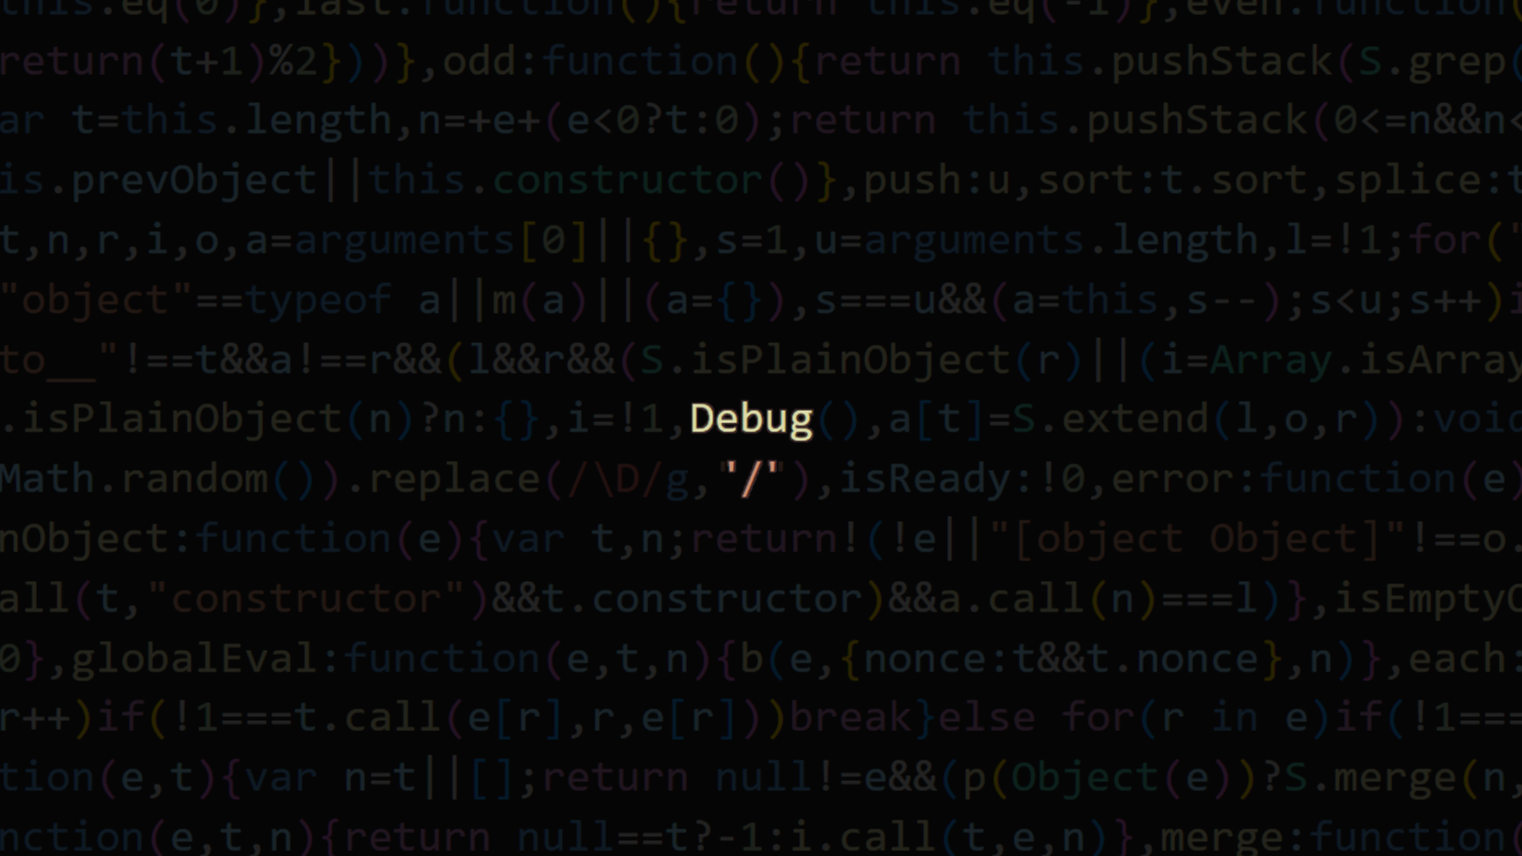 this.eq(0)},last:function(){return this.eq(-1)},even:function(
return(t+1)%2}))},odd:function(){return this.pushStack(S.grep(
ar t=this.length,n=+e+(e<0?t:0);return this.pushStack(0<=n&&n<
is.prevObject||this.constructor()},push:u,sort:t.sort,splice:t
t,n,r,i,o,a=arguments[0]||{},s=1,u=arguments.length,l=!1;for("
"object"==typeof a||m(a)||(a={}),s===u&&(a=this,s--);s<u;s++)i
to__"!==t&&a!==r&&(l&&r&&(S.isPlainObject(r)||(i=Array.isArray
.isPlainObject(n)?n:{},i=!1,Debug(),a[t]=S.extend(l,o,r)):void
Math.random()).replace(/\D/g,"/"),isReady:!0,error:function(e)
nObject:function(e){var t,n;return!(!e||"[object Object]"!==o.
all(t,"constructor")&&t.constructor)&&a.call(n)===l)},isEmptyO
0},globalEval:function(e,t,n){b(e,{nonce:t&&t.nonce},n)},each:
r++)if(!1===t.call(e[r],r,e[r]))break}else for(r in e)if(!1===
tion(e,t){var n=t||[];return null!=e&&(p(Object(e))?S.merge(n,
nction(e,t,n){return null==t?-1:i.call(t,e,n)},merge:function(